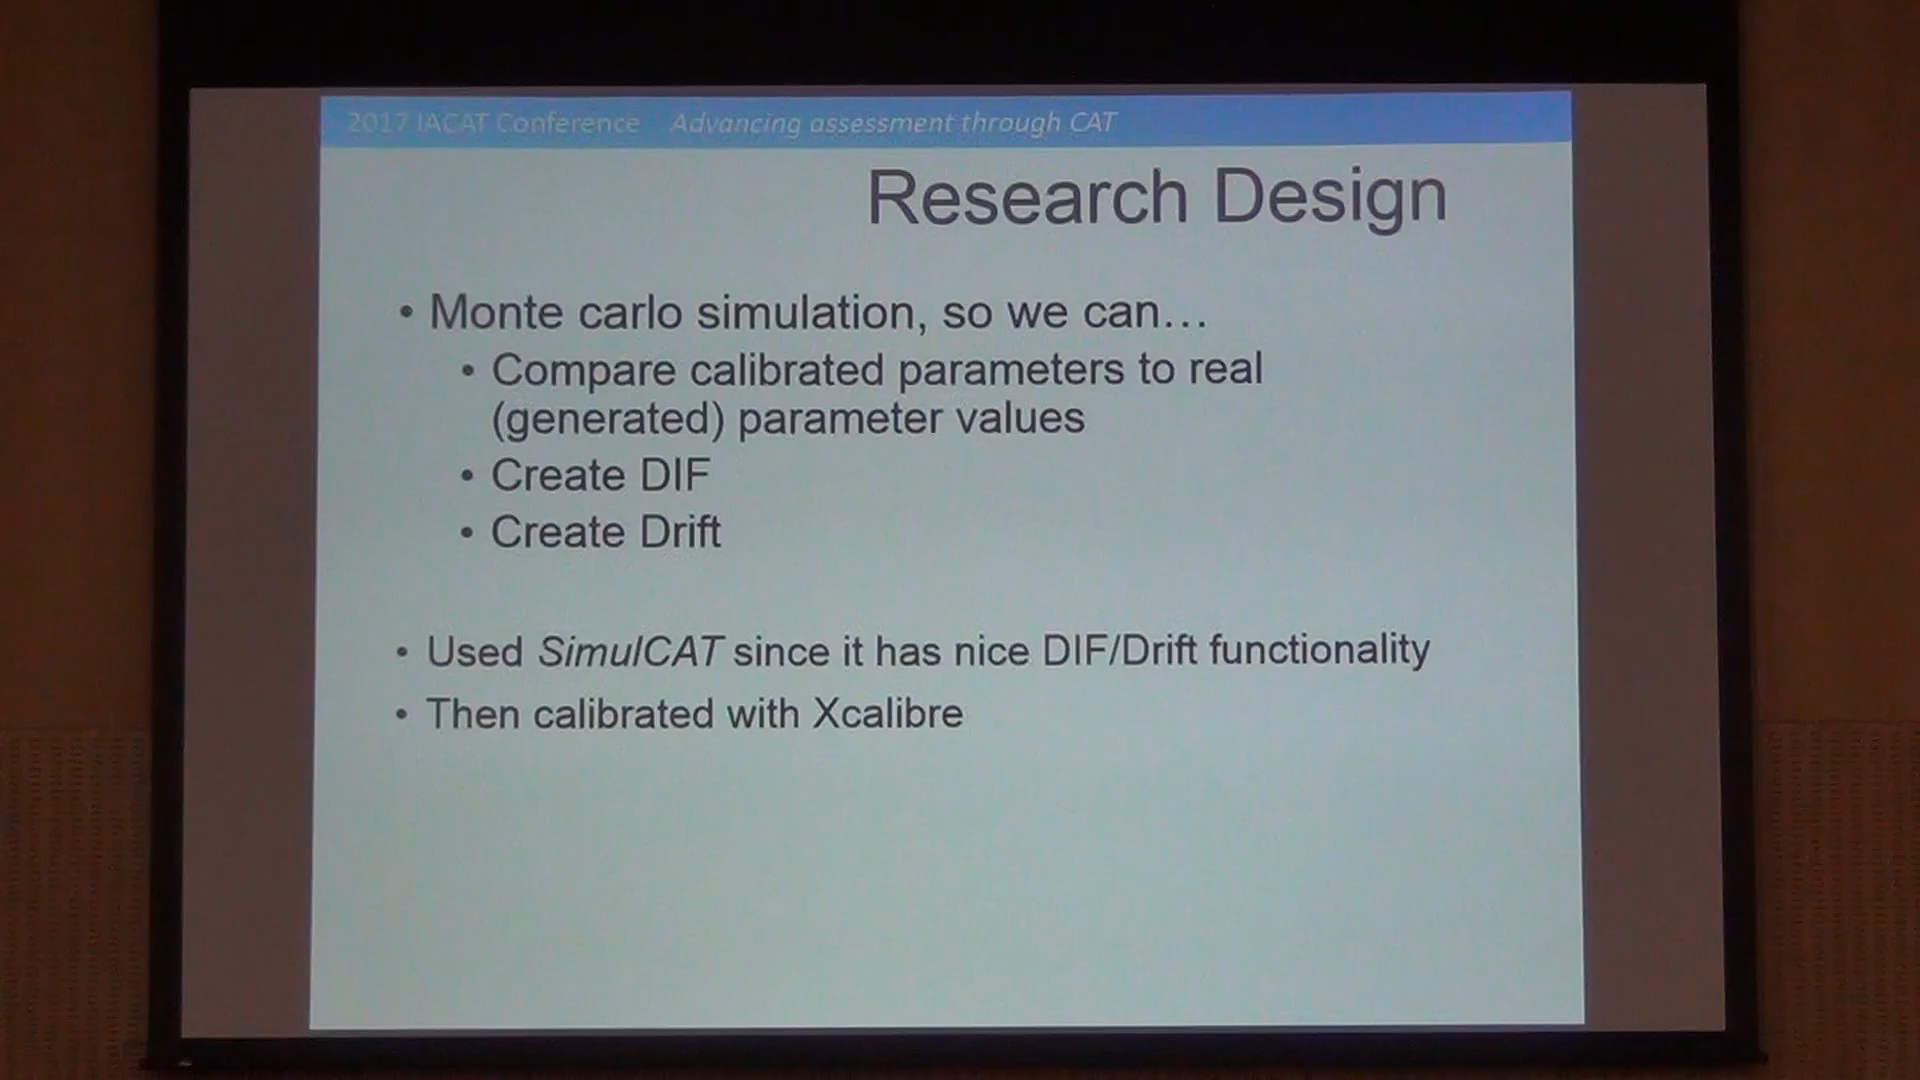 2017 IACAT Conference Advancing assessment through CAT
Research Design
• Monte carlo simulation, so we can…
• Compare calibrated parameters to real
(generated) parameter values
• Create DIF
• Create Drift
• Used SimulCAT since it has nice DIF/Drift functionality
• Then calibrated with Xcalibre